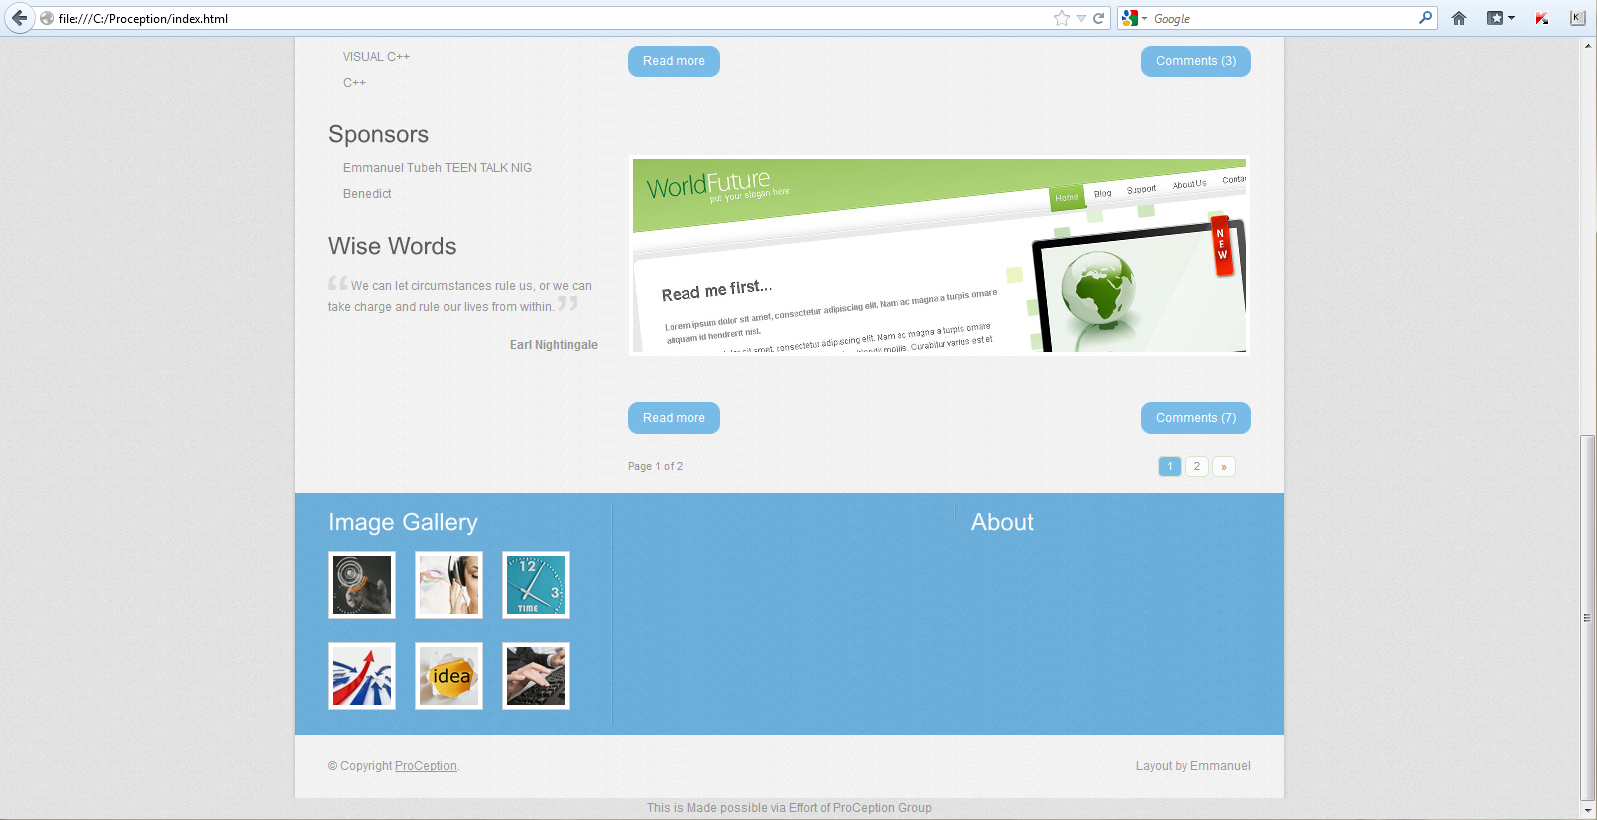 file:///C:/Proception/index.html
Google
VISUAL C++
C++
Sponsors
Emmanuel Tubeh TEEN TALK NIG
Benedict
Wise Words
“ We can let circumstances rule us, or we can
take charge and rule our lives from within. ”
Earl Nightingale
Read more
Comments (3)
WorldFuture
put your slogan here
Home Blog Support About Us
NEW
Read me first...
Lorem ipsum dolor sit amet, consectetur adipiscing elit. Nam ac magna a turpis ornare
aliquam id hendrerit nisl.
sit amet, consectetur adipiscing elit. Nam ac magna a turpis ornare
mollis. Curabitur varius est et
Read more
Comments (7)
Page 1 of 2
1 2 »
Image Gallery
12
3
TIME
idea
About
© Copyright ProCeption.
Layout by Emmanuel
This is Made possible via Effort of ProCeption Group